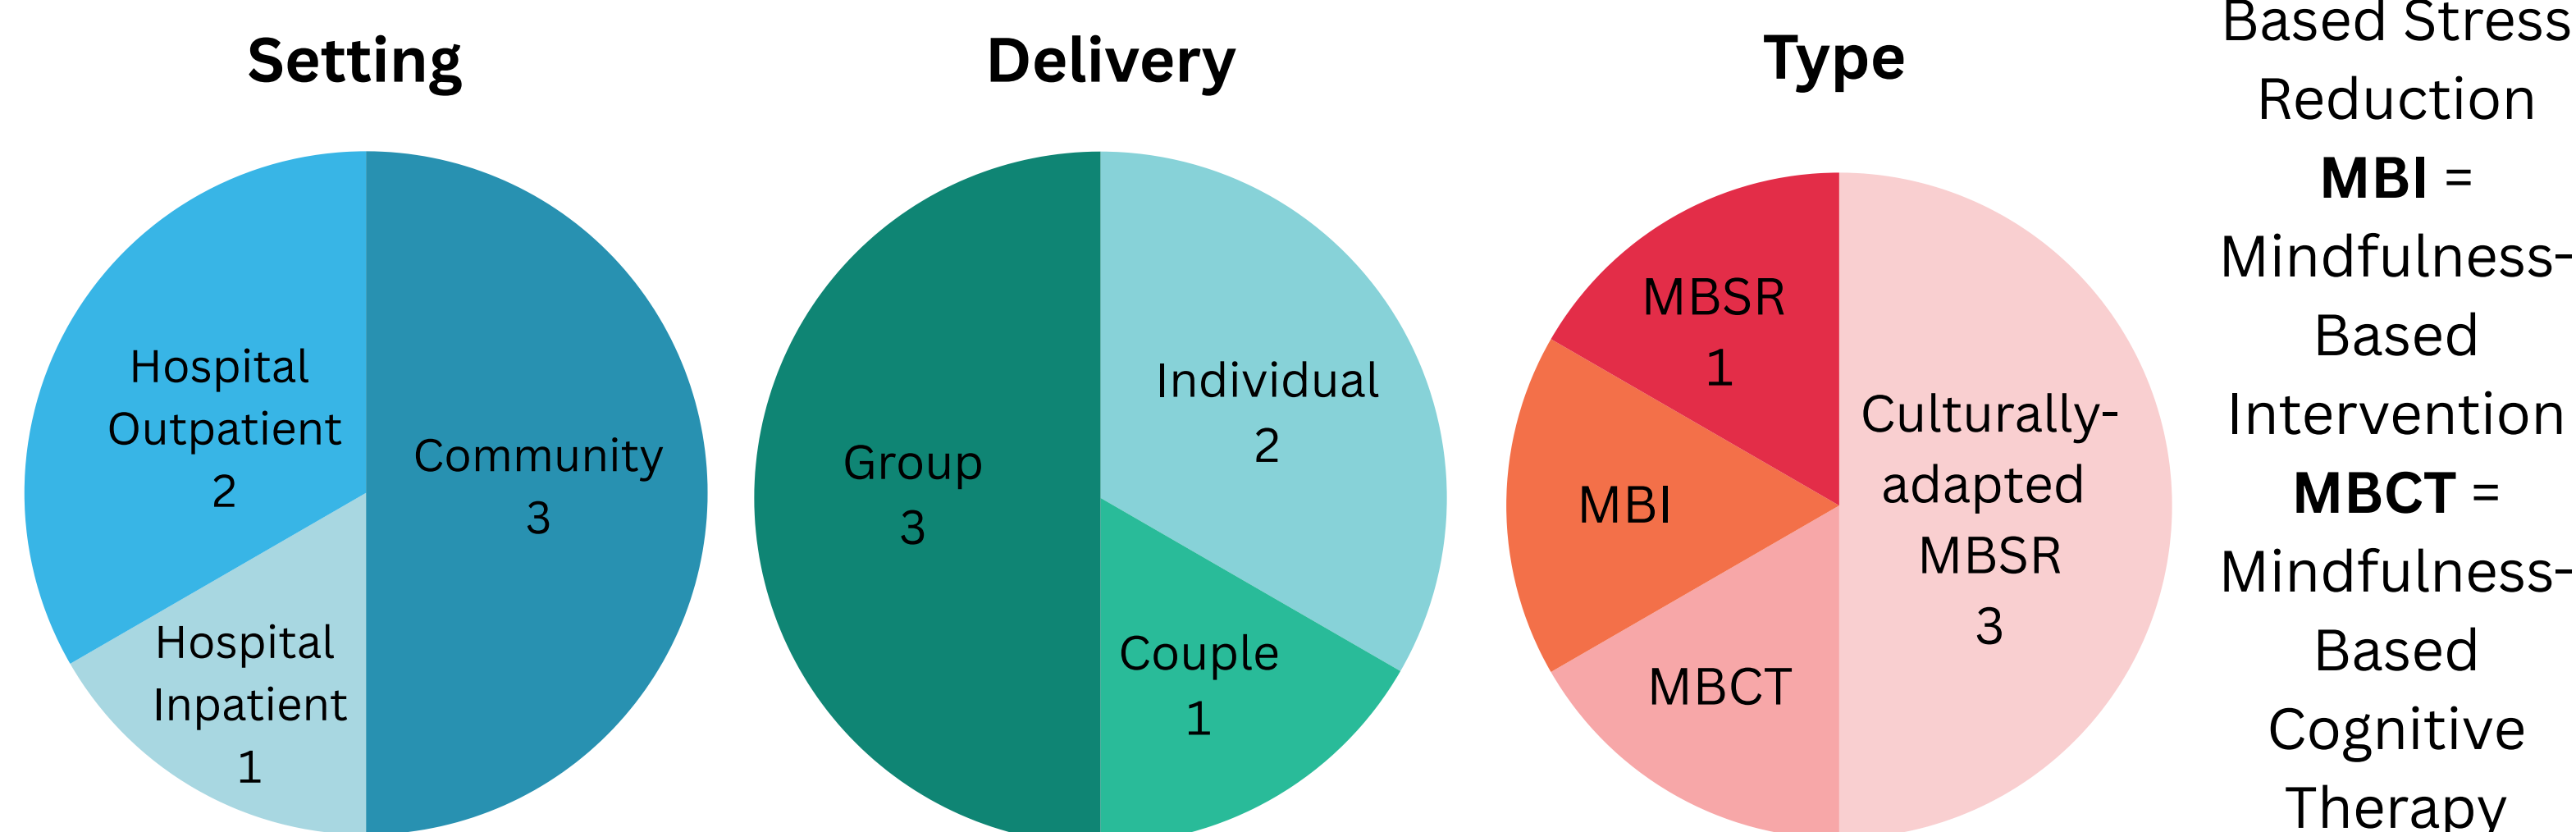 Setting
Hospital
Outpatient
2
Community
3
Hospital
Inpatient
1
Delivery
Group
3
Individual
2
Couple
1
Type
MBSR
1
MBI
MBCT
Culturally-
adapted
MBSR
3
Based Stress
Reduction
MBI =
Mindfulness-
Based
Intervention
MBCT =
Mindfulness-
Based
Cognitive
Therapy